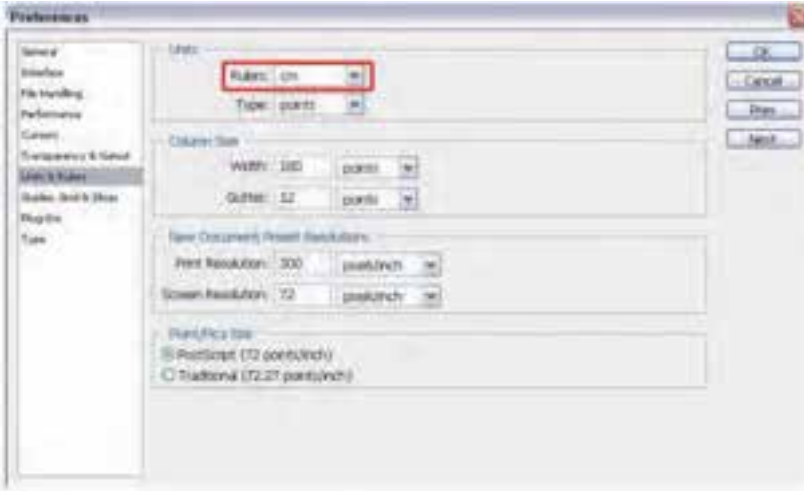 Preferences
General
Interface
File Handling
Performance
Cursors
Transparency & Gamut
Units & Rulers
Guides, Grid & Slices
Plug-Ins
Type
Units
Rulers: cm
Type: points
Column Size
Width: 180 points
Gutter: 12 points
New Document Preset Resolutions
Print Resolution: 300 pixels/inch
Screen Resolution: 72 pixels/inch
Point/Pica Size
PostScript (72 points/inch)
Traditional (72.27 points/inch)
OK
Cancel
Prev
Next